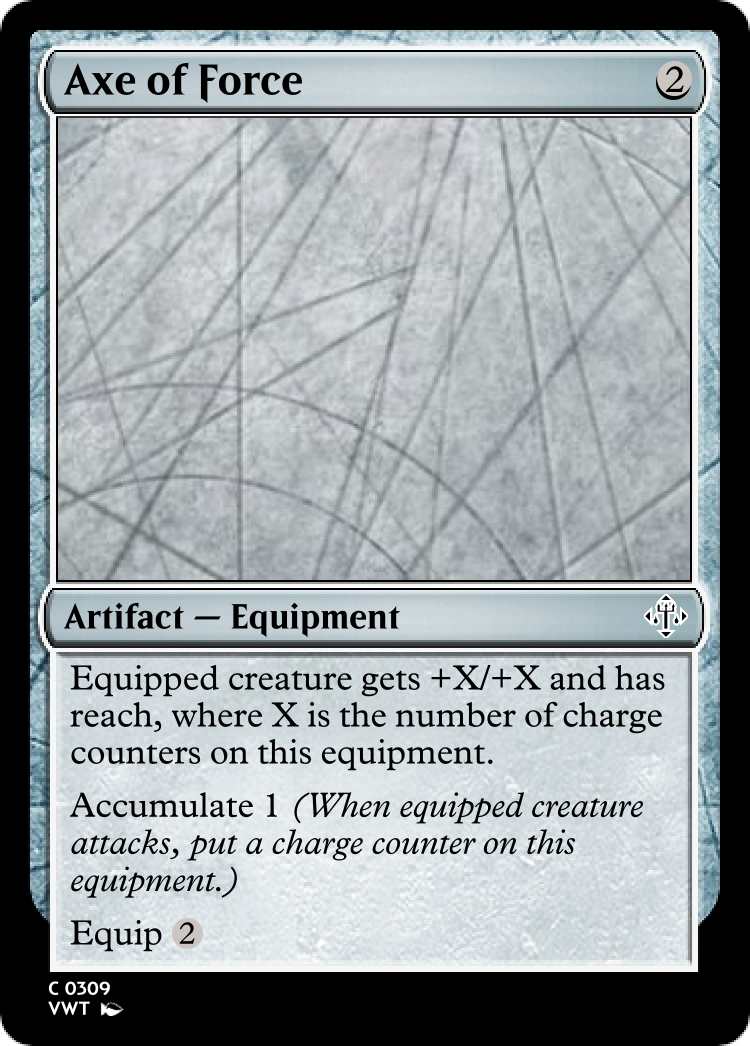 Axe of Force 2
Artifact — Equipment
Equipped creature gets +X/+X and has
reach, where X is the number of charge
counters on this equipment.
Accumulate 1 (When equipped creature
attacks, put a charge counter on this
equipment.)
Equip 2
C 0309
VWT